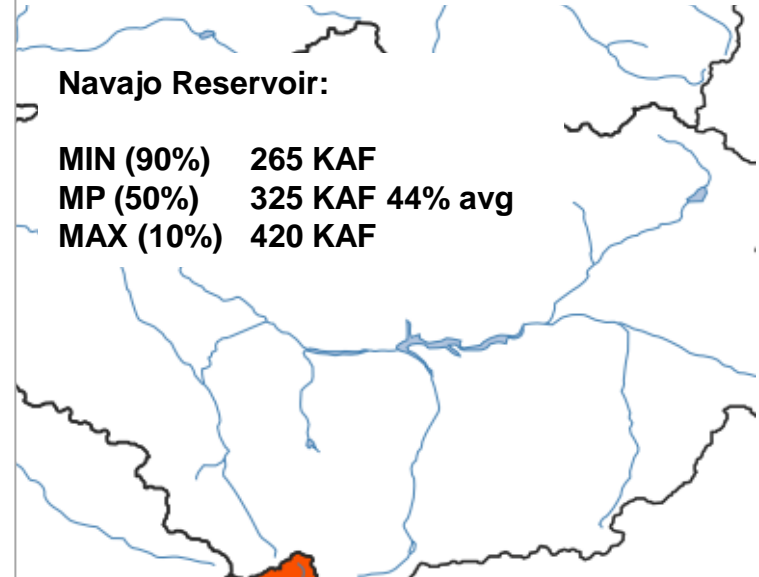 Navajo Reservoir:
MIN (90%) 265 KAF
MP (50%) 325 KAF 44% avg
MAX (10%) 420 KAF